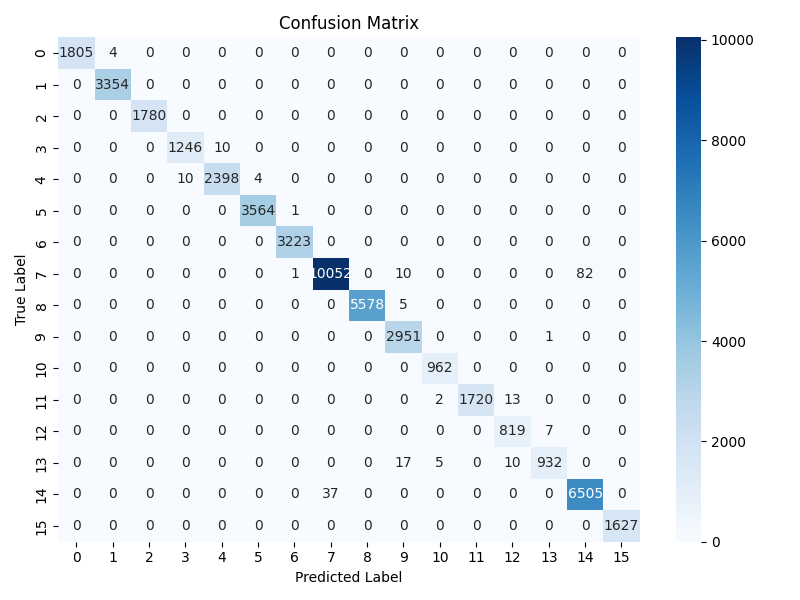 Confusion Matrix
0 1805 4 0 0 0 0 0 0 0 0 0 0 0 0 0 0
1 0 3354 0 0 0 0 0 0 0 0 0 0 0 0 0 0
2 0 0 1780 0 0 0 0 0 0 0 0 0 0 0 0 0
3 0 0 0 1246 10 0 0 0 0 0 0 0 0 0 0 0
4 0 0 0 10 2398 4 0 0 0 0 0 0 0 0 0 0
5 0 0 0 0 0 3564 1 0 0 0 0 0 0 0 0 0
6 0 0 0 0 0 0 3223 0 0 0 0 0 0 0 0 0
7 0 0 0 0 0 0 1 10052 0 10 0 0 0 0 82 0
8 0 0 0 0 0 0 0 0 5578 5 0 0 0 0 0 0
9 0 0 0 0 0 0 0 0 0 2951 0 0 0 1 0 0
10 0 0 0 0 0 0 0 0 0 0 962 0 0 0 0 0
11 0 0 0 0 0 0 0 0 0 0 2 1720 13 0 0 0
12 0 0 0 0 0 0 0 0 0 0 0 0 819 7 0 0
13 0 0 0 0 0 0 0 0 0 17 5 0 10 932 0 0
14 0 0 0 0 0 0 0 37 0 0 0 0 0 0 6505 0
15 0 0 0 0 0 0 0 0 0 0 0 0 0 0 0 1627
0 1 2 3 4 5 6 7 8 9 10 11 12 13 14 15
Predicted Label
True Label
10000
8000
6000
4000
2000
0